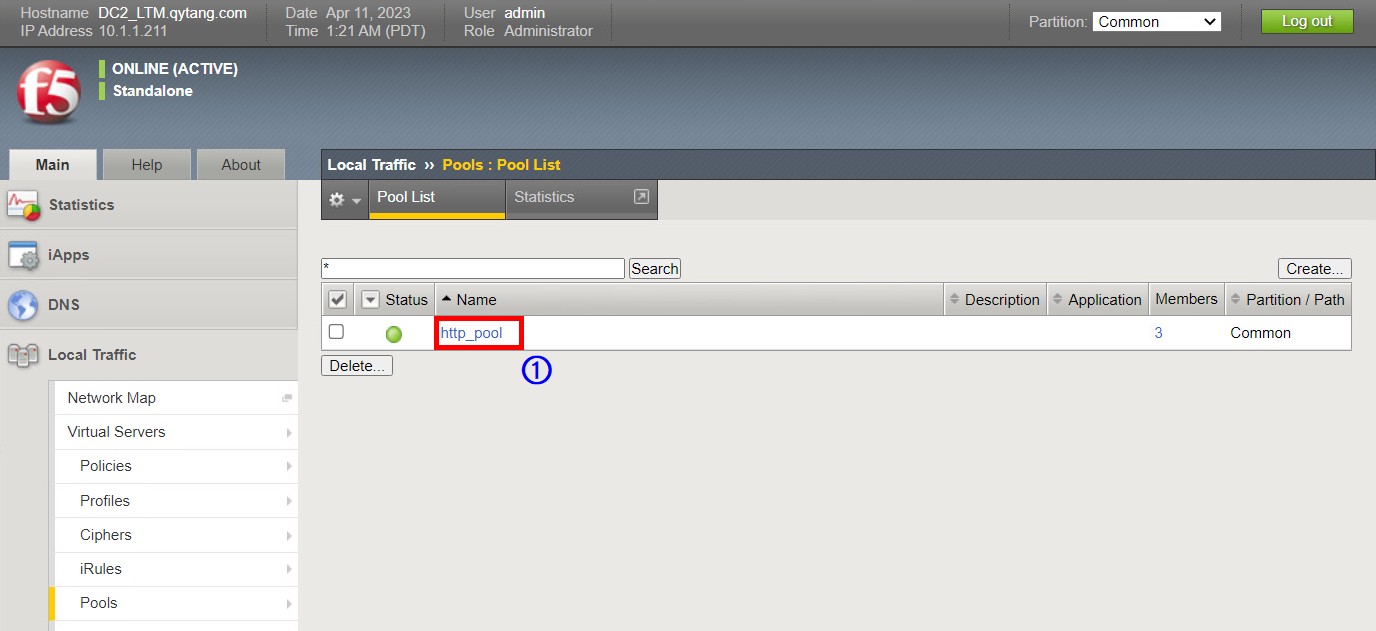 Hostname DC2_LTM.qytang.com Date Apr 11, 2023 User admin Partition: Common Log out
IP Address 10.1.1.211 Time 1:21 AM (PDT) Role Administrator
f5
ONLINE (ACTIVE)
Standalone
Main Help About
Local Traffic ›› Pools : Pool List
Pool List Statistics
Statistics
iApps
DNS
Local Traffic
Network Map
Virtual Servers
Policies
Profiles
Ciphers
iRules
Pools
* Search Create...
Status Name Description Application Members Partition / Path
http_pool 3 Common
Delete...
①